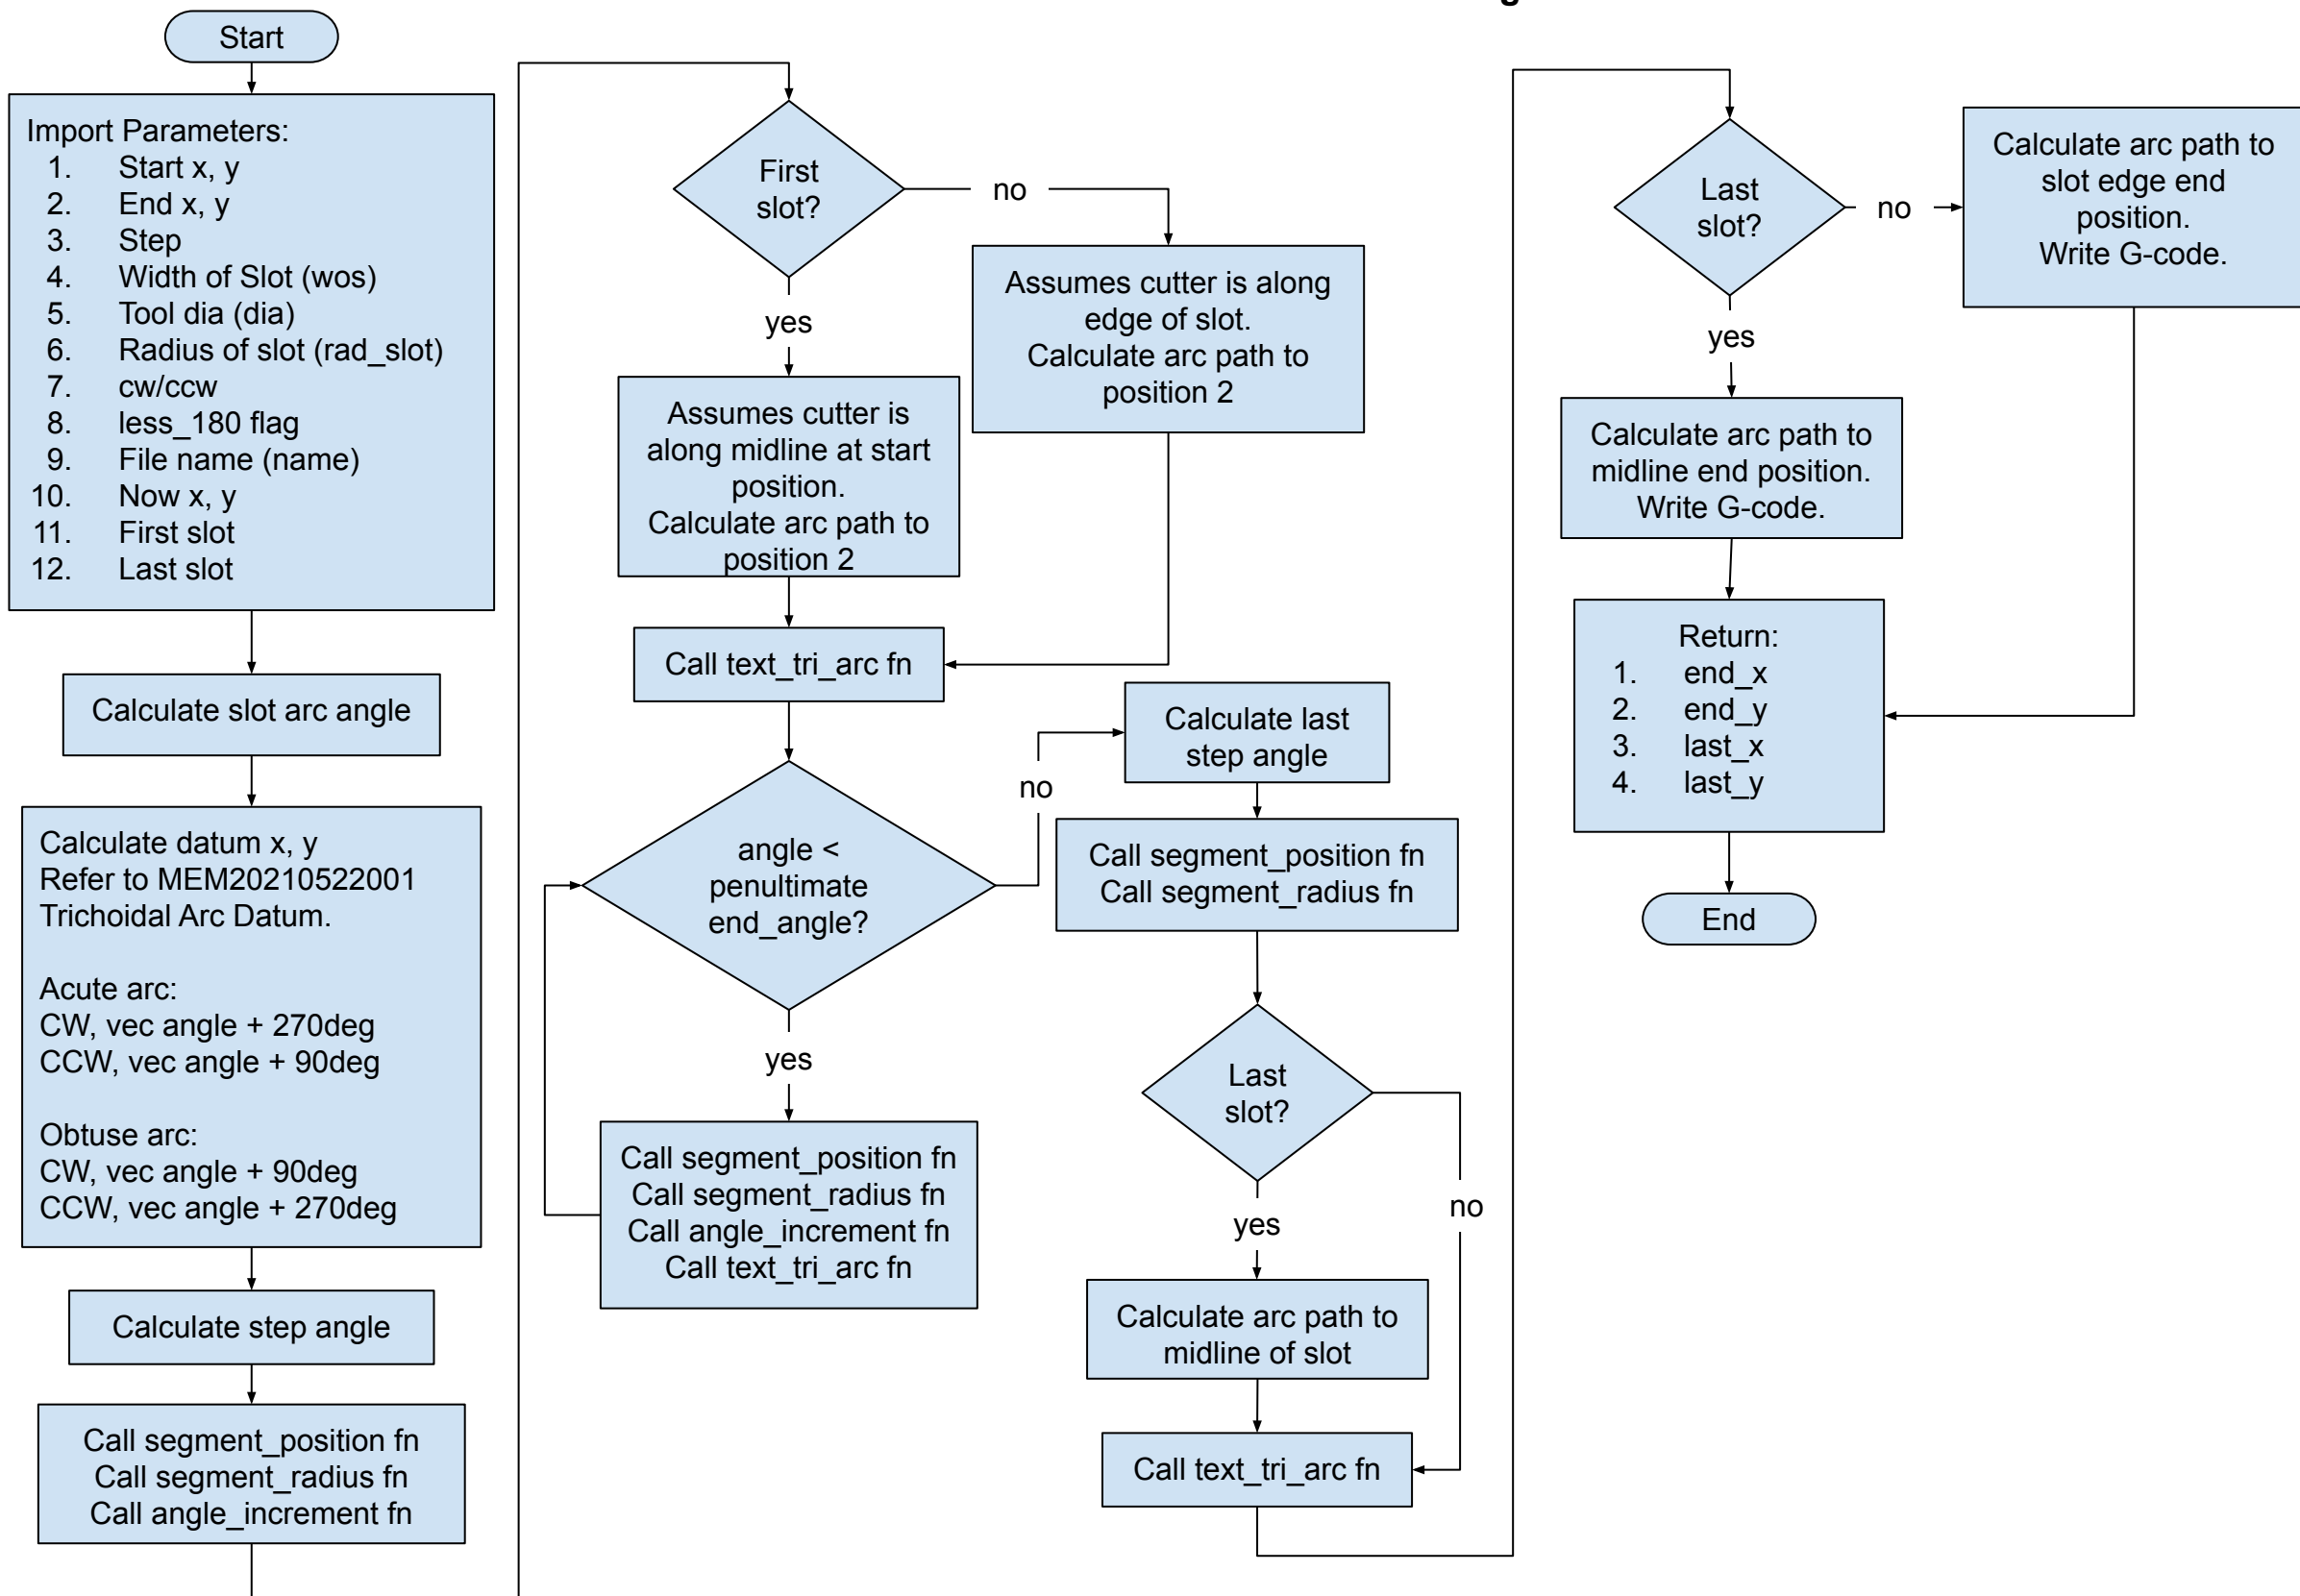 Start
Import Parameters:
1. Start x, y
2. End x, y
3. Step
4. Width of Slot (wos)
5. Tool dia (dia)
6. Radius of slot (rad_slot)
7. cw/ccw
8. less_180 flag
9. File name (name)
10. Now x, y
11. First slot
12. Last slot
Calculate slot arc angle
Calculate datum x, y
Refer to MEM20210522001
Trichoidal Arc Datum.
Acute arc:
CW, vec angle + 270deg
CCW, vec angle + 90deg
Obtuse arc:
CW, vec angle + 90deg
CCW, vec angle + 270deg
Calculate step angle
Call segment_position fn
Call segment_radius fn
Call angle_increment fn
First
slot?
no
yes
Assumes cutter is along
edge of slot.
Calculate arc path to
position 2
Assumes cutter is
along midline at start
position.
Calculate arc path to
position 2
Call text_tri_arc fn
angle <
penultimate
end_angle?
no
yes
Call segment_position fn
Call segment_radius fn
Call angle_increment fn
Call text_tri_arc fn
Calculate last
step angle
Call segment_position fn
Call segment_radius fn
Last
slot?
no
yes
Calculate arc path to
midline of slot
Call text_tri_arc fn
Last
slot?
no
yes
Calculate arc path to
slot edge end
position.
Write G-code.
Calculate arc path to
midline end position.
Write G-code.
Return:
1. end_x
2. end_y
3. last_x
4. last_y
End